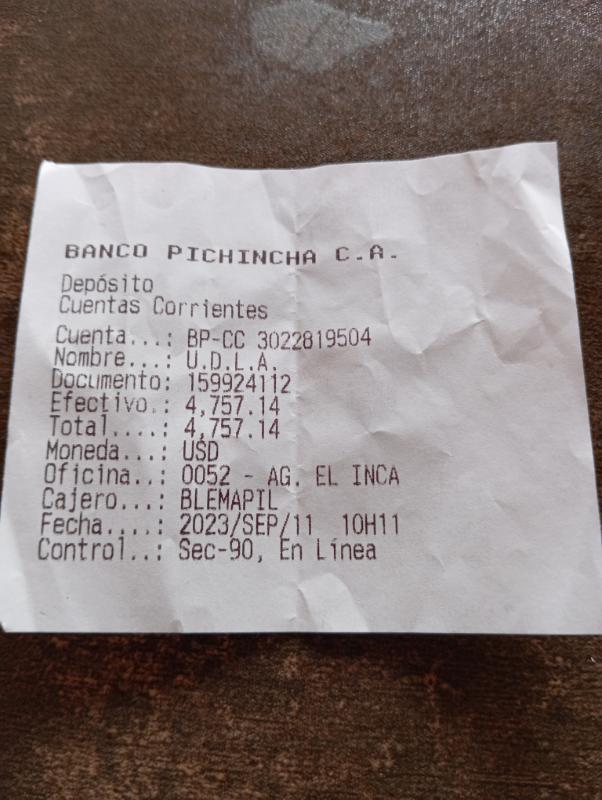 BANCO PICHINCHA C.A.
Depósito
Cuentas Corrientes
Cuenta...: BP-CC 3022819504
Nombre...: U.D.L.A.
Documento: 159924112
Efectivo.: 4,757.14
Total....: 4,757.14
Moneda...: USD
Oficina..: 0052 - AG. EL INCA
Cajero...: BLEMAPIL
Fecha....: 2023/SEP/11 10H11
Control..: Sec-90, En Línea